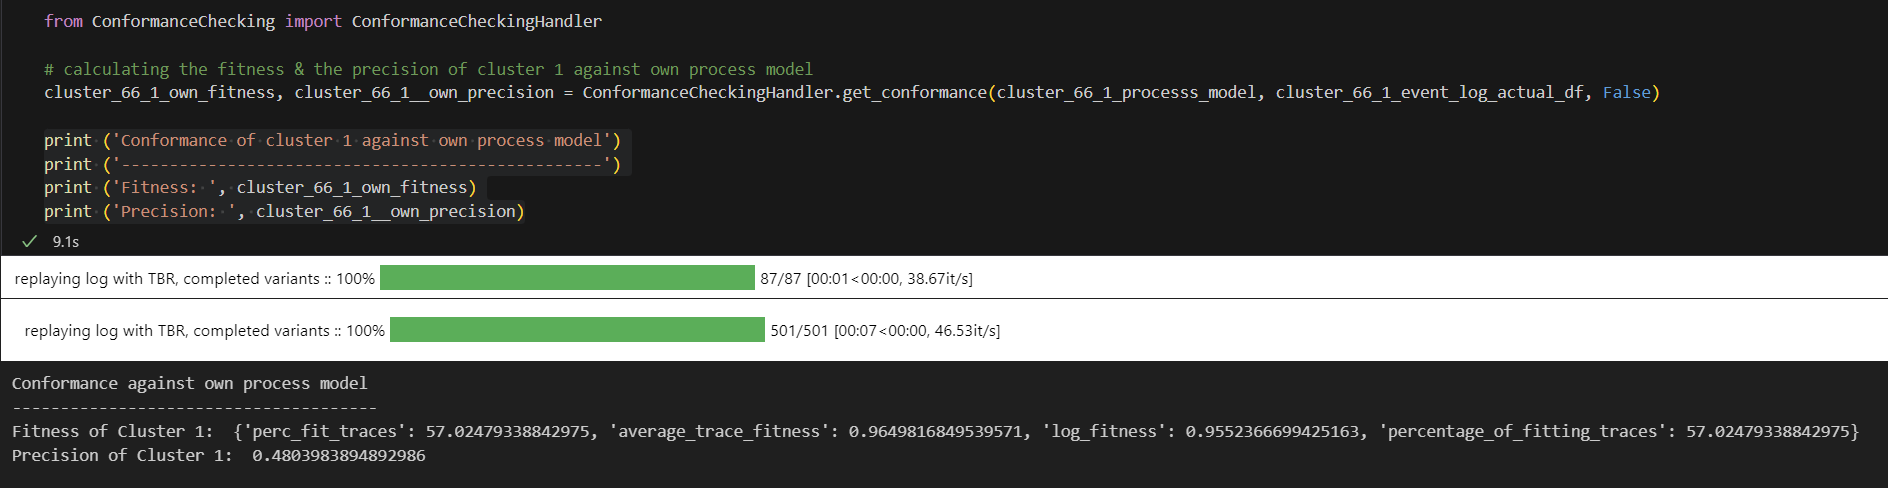 from ConformanceChecking import ConformanceCheckingHandler
# calculating the fitness & the precision of cluster 1 against own process model
cluster_66_1_own_fitness, cluster_66_1__own_precision = ConformanceCheckingHandler.get_conformance(cluster_66_1_processs_model, cluster_66_1_event_log_actual_df, False)
print ('Conformance of cluster 1 against own process model')
print ('--------------------------------------------------')
print ('Fitness: ', cluster_66_1_own_fitness)
print ('Precision: ', cluster_66_1__own_precision)
9.1s
replaying log with TBR, completed variants :: 100% 87/87 [00:01<00:00, 38.67it/s]
replaying log with TBR, completed variants :: 100% 501/501 [00:07<00:00, 46.53it/s]
Conformance against own process model
--------------------------------------
Fitness of Cluster 1:  {'perc_fit_traces': 57.02479338842975, 'average_trace_fitness': 0.9649816849539571, 'log_fitness': 0.9552366699425163, 'percentage_of_fitting_traces': 57.02479338842975}
Precision of Cluster 1:  0.4803983894892986